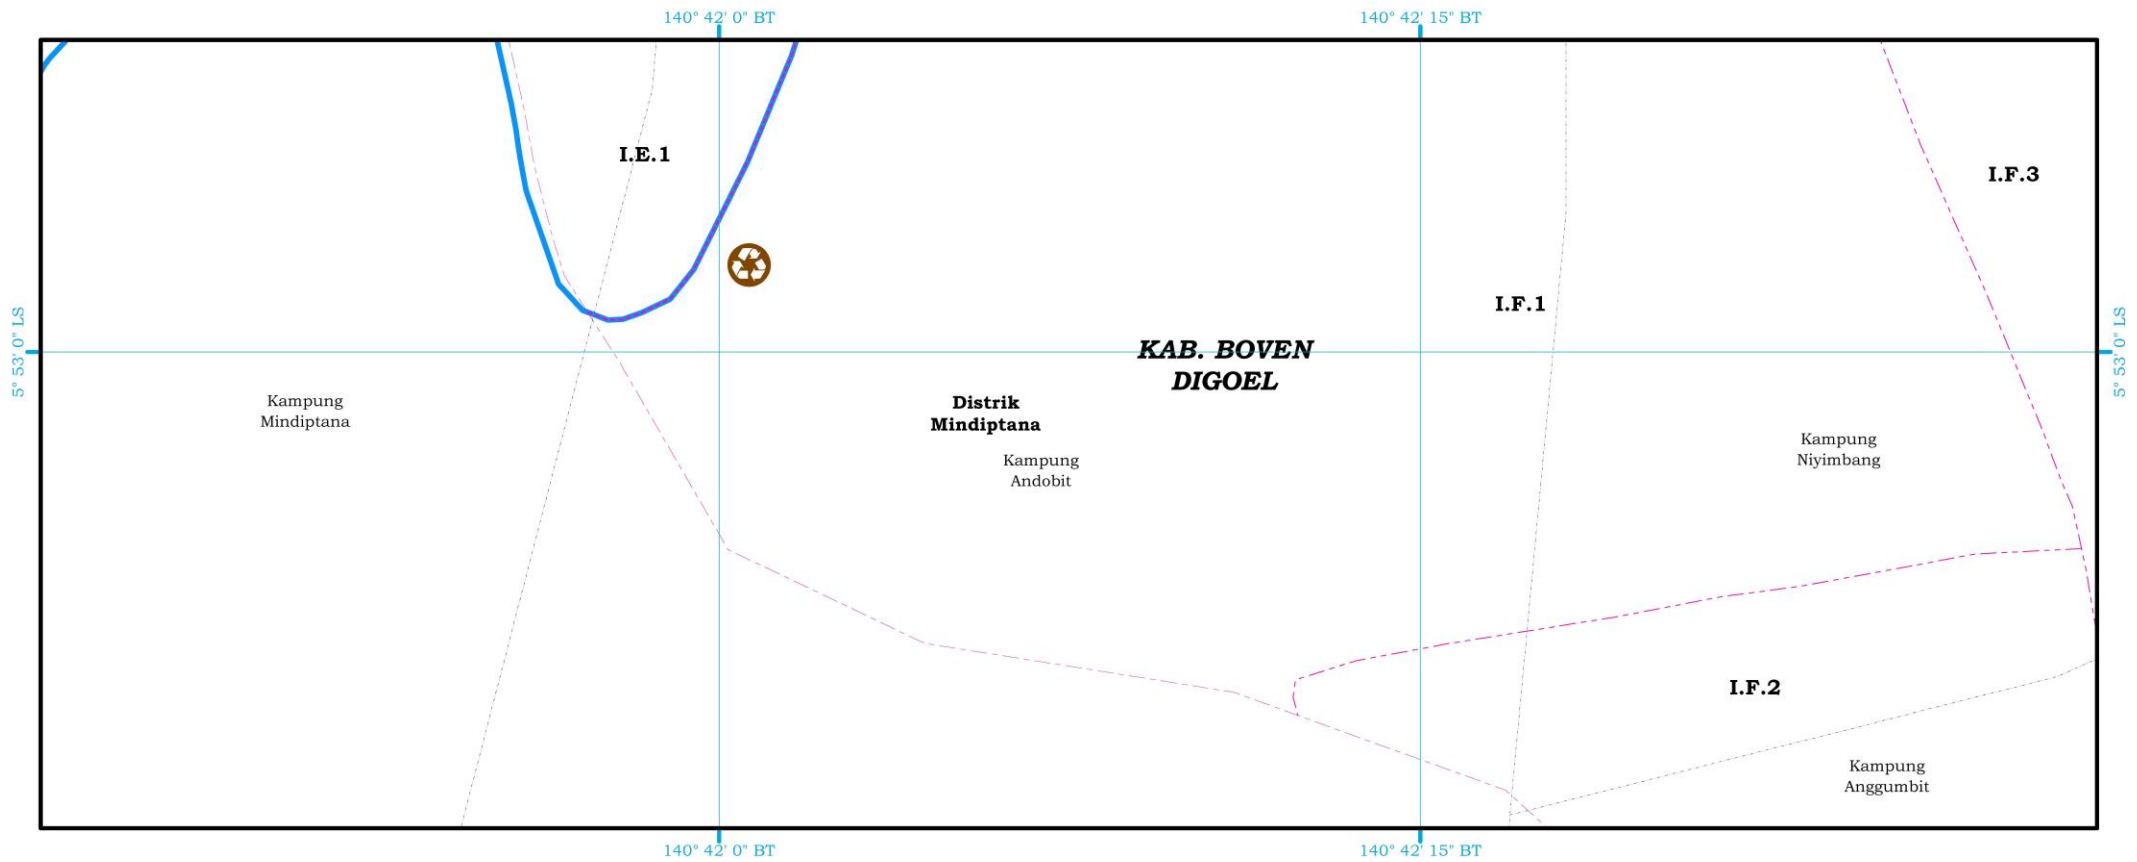 140° 42' 0" BT
140° 42' 15" BT
I.E.1
I.F.3
I.F.1
5° 53' 0" LS
5° 53' 0" LS
KAB. BOVEN
DIGOEL
Kampung
Mindiptana
Distrik
Mindiptana
Kampung
Andobit
Kampung
Niyimbang
I.F.2
Kampung
Anggumbit
140° 42' 0" BT
140° 42' 15" BT